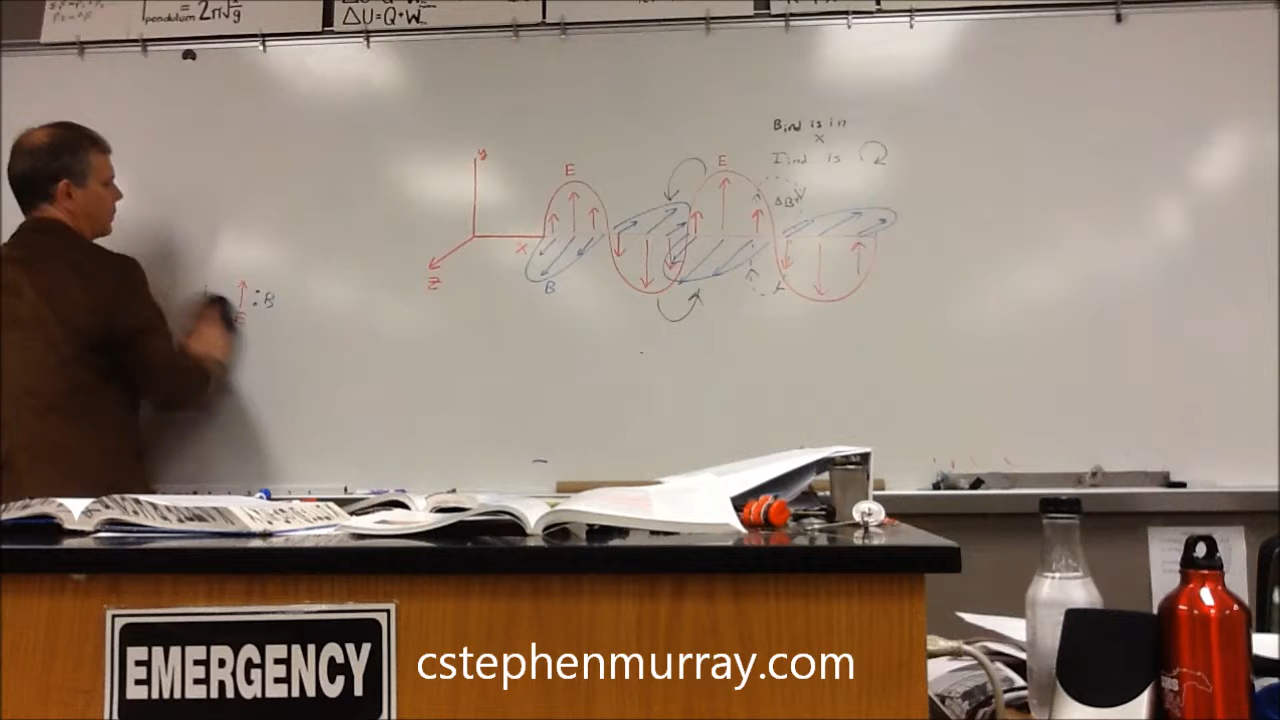 pendulum = 2π√
g
ΔU = Q + W
y
E
E
x
z
B
Bind is in
x
Iind is
ΔB
E
: B
EMERGENCY
cstephenmurray.com